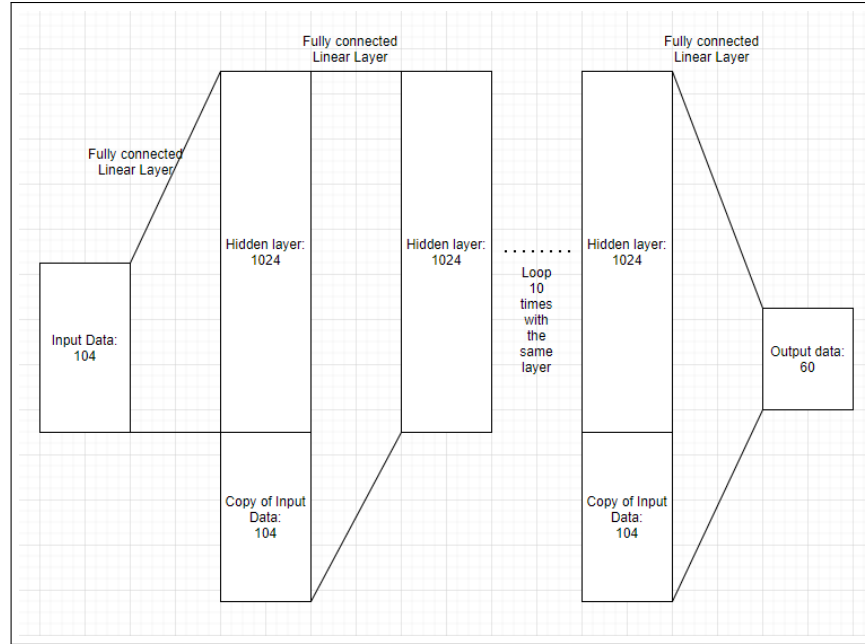 Fully connected
Linear Layer
Fully connected
Linear Layer
Fully connected
Linear Layer
Input Data:
104
Hidden layer:
1024
Copy of Input
Data:
104
Hidden layer:
1024
Loop
10
times
with
the
same
layer
Hidden layer:
1024
Copy of Input
Data:
104
Output data:
60